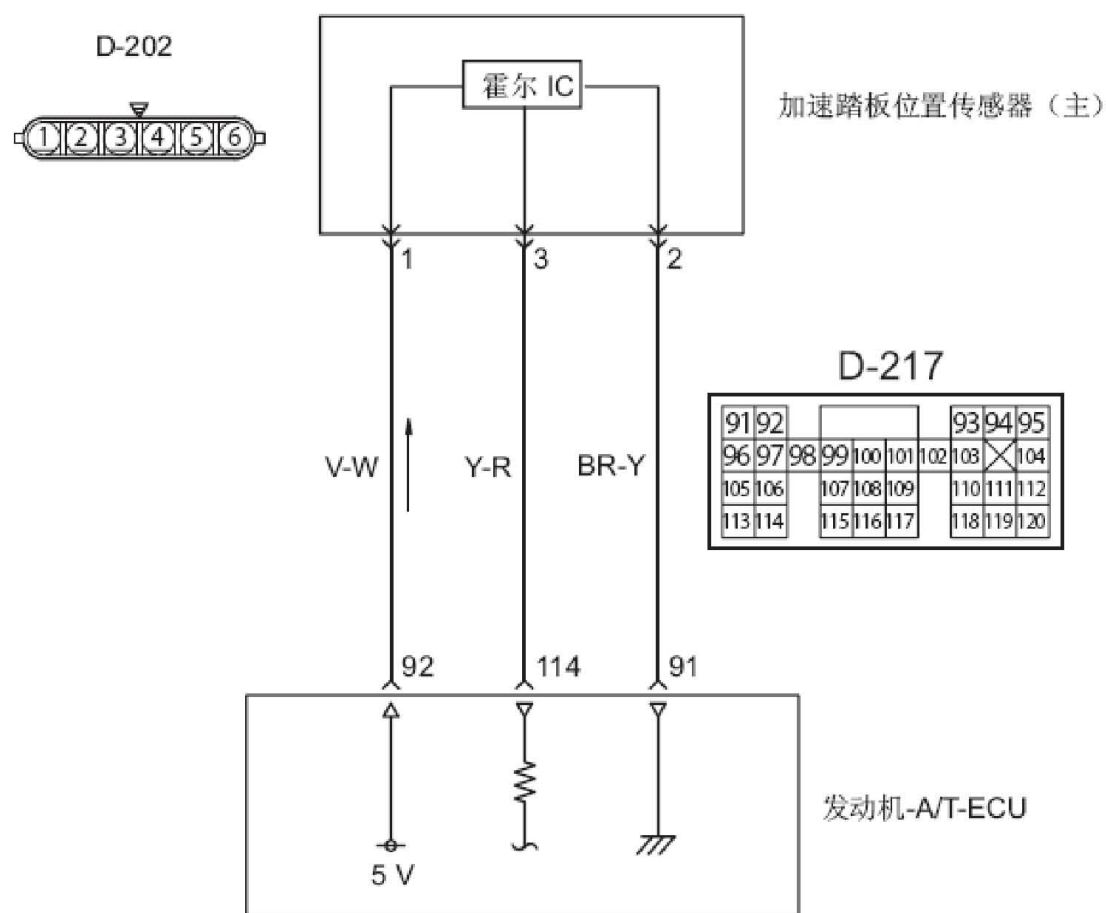 D-202
霍尔 IC
加速踏板位置传感器（主）
1 2 3 4 5 6
1 3 2
D-217
91 92 93 94 95
96 97 98 99 100 101 102 103 104
105 106 107 108 109 110 111 112
113 114 115 116 117 118 119 120
V-W Y-R BR-Y
92 114 91
发动机-A/T-ECU
5 V